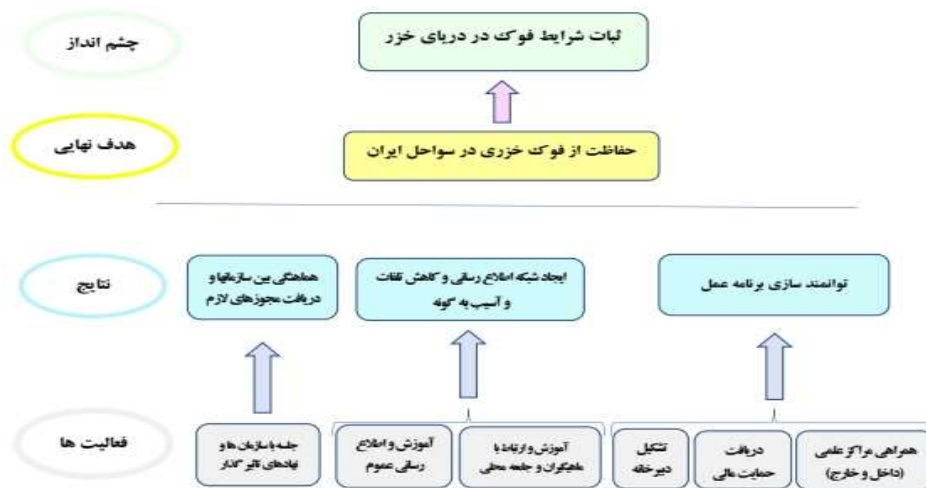 ثبات شرایط فوک در دریای خزر
چشم انداز
حفاظت از فوک خزری در سواحل ایران
هدف نهایی
توانمند سازی برنامه عمل
ایجاد شبکه اطلاع رسانی و کاهش تلفات
و آسیب به گونه
هماهنگی بین سازمانها و
دریافت مجوزهای لازم
نتایج
همراهی مراکز علمی
(داخل و خارج)
دریافت
حمایت مالی
تشکیل
دبیرخانه
آموزش و ارتباط با
ماهیگیران و جامعه محلی
آموزش و اطلاع
رسانی عموم
جلسه با سازمان ها و
نهادهای تاثیر گذار
فعالیت ها